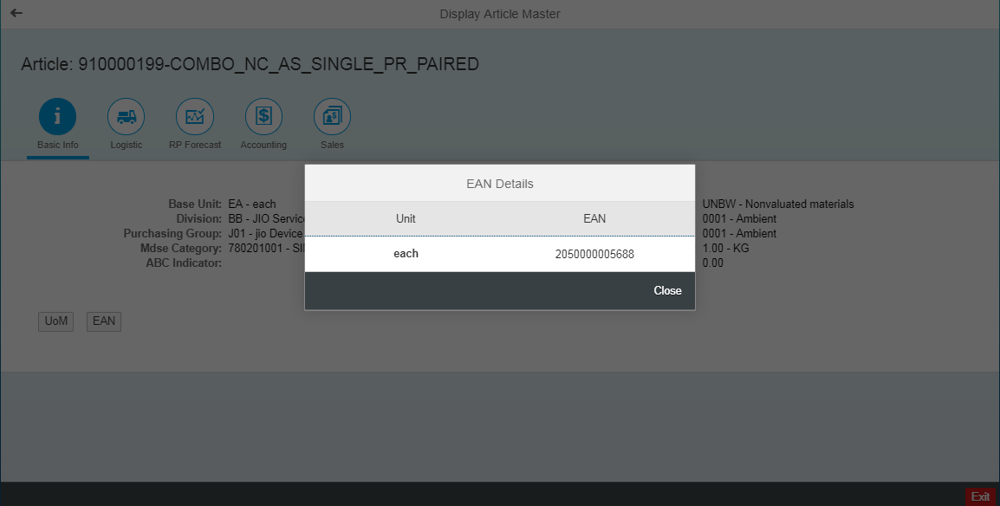 Display Article Master
Article: 910000199-COMBO_NC_AS_SINGLE_PR_PAIRED
Basic Info
Logistic
RP Forecast
Accounting
Sales
EAN Details
Unit EAN
each 2050000005688
Close
Base Unit: EA - each
Division: BB - JIO Service
Purchasing Group: J01 - jio Device
Mdse Category: 780201001 -
ABC Indicator:
UNBW - Nonvaluated materials
0001 - Ambient
0001 - Ambient
1.00 - KG
0.00
UoM EAN
Exit